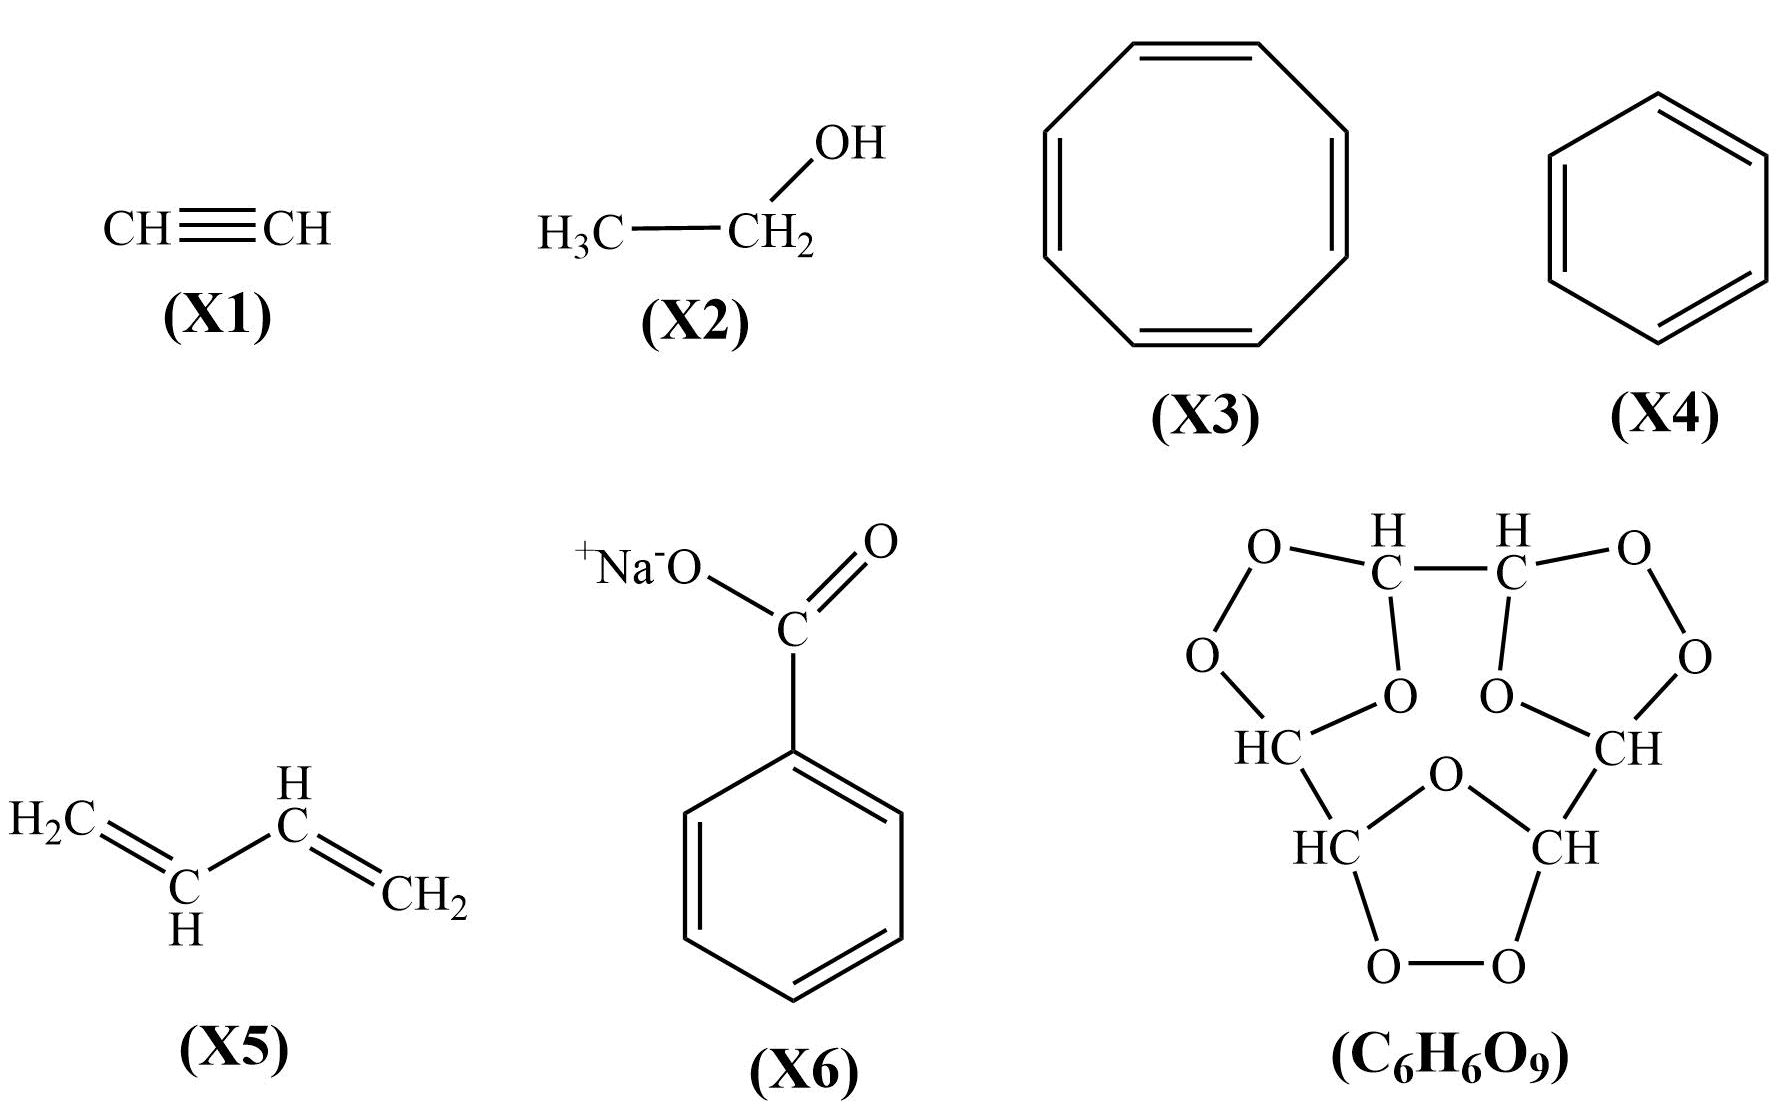 OH
CH≡CH
H₃C—CH₂
(X1)
(X2)
(X3)
(X4)
O
⁺Na⁻O
C
H H
O C C O
O O O O
HC CH
O
H
H₂C C
HC CH
C CH₂
H
O O
(X5)
(X6)
(C₆H₆O₉)